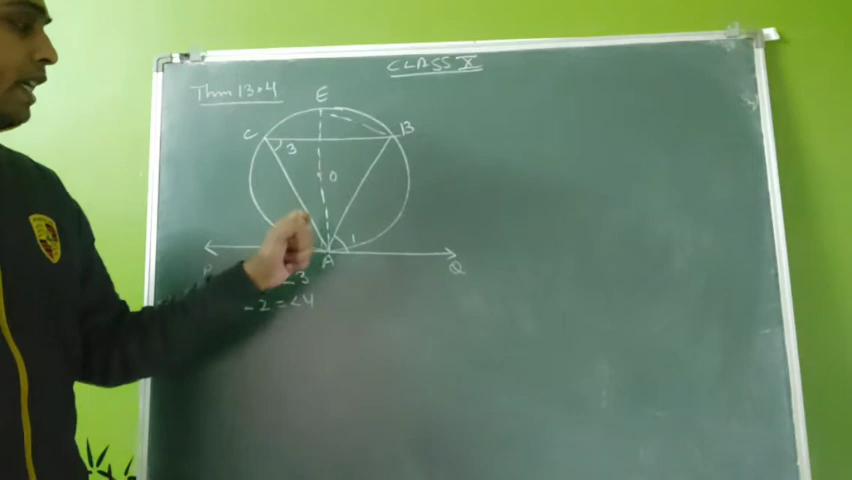 CLASS X
Thm 13.4
E
C
B
3
O
1
A
Q
<3
-2 = <4